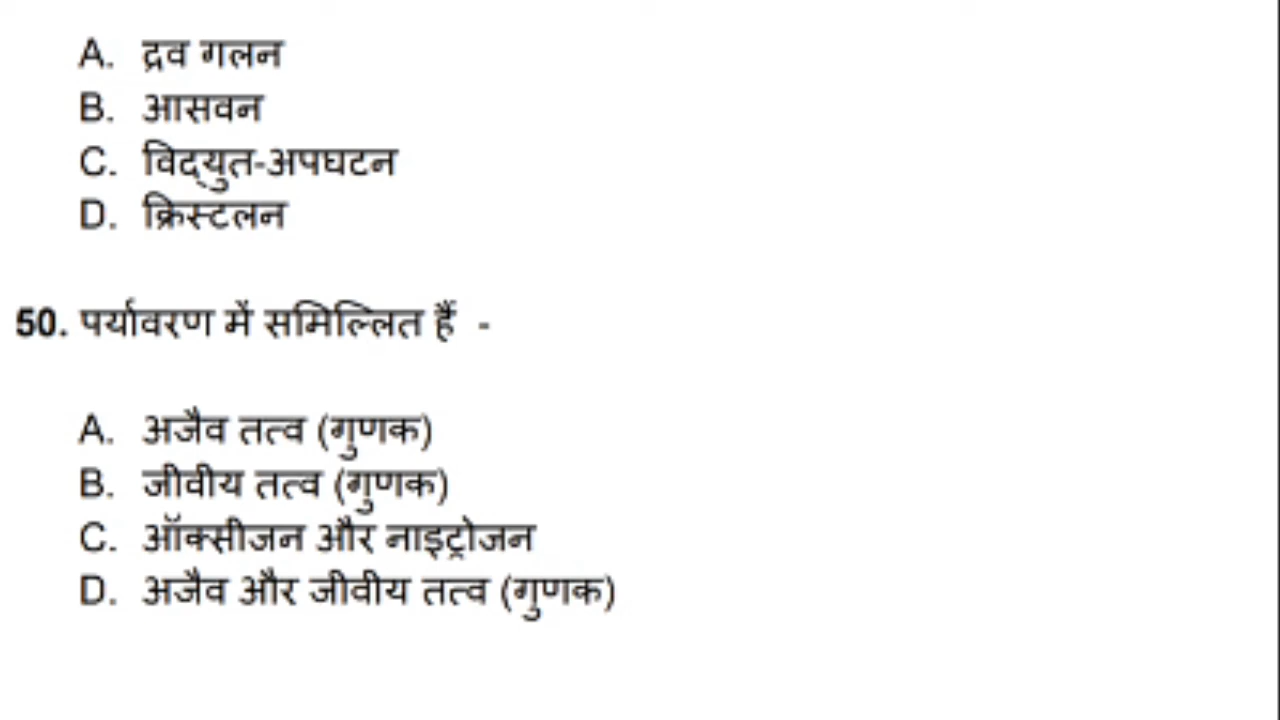 A. द्रव गलन
B. आसवन
C. विद्युत-अपघटन
D. क्रिस्टलन
50. पर्यावरण में समिल्लित हैं -
A. अजैव तत्व (गुणक)
B. जीवीय तत्व (गुणक)
C. ऑक्सीजन और नाइट्रोजन
D. अजैव और जीवीय तत्व (गुणक)